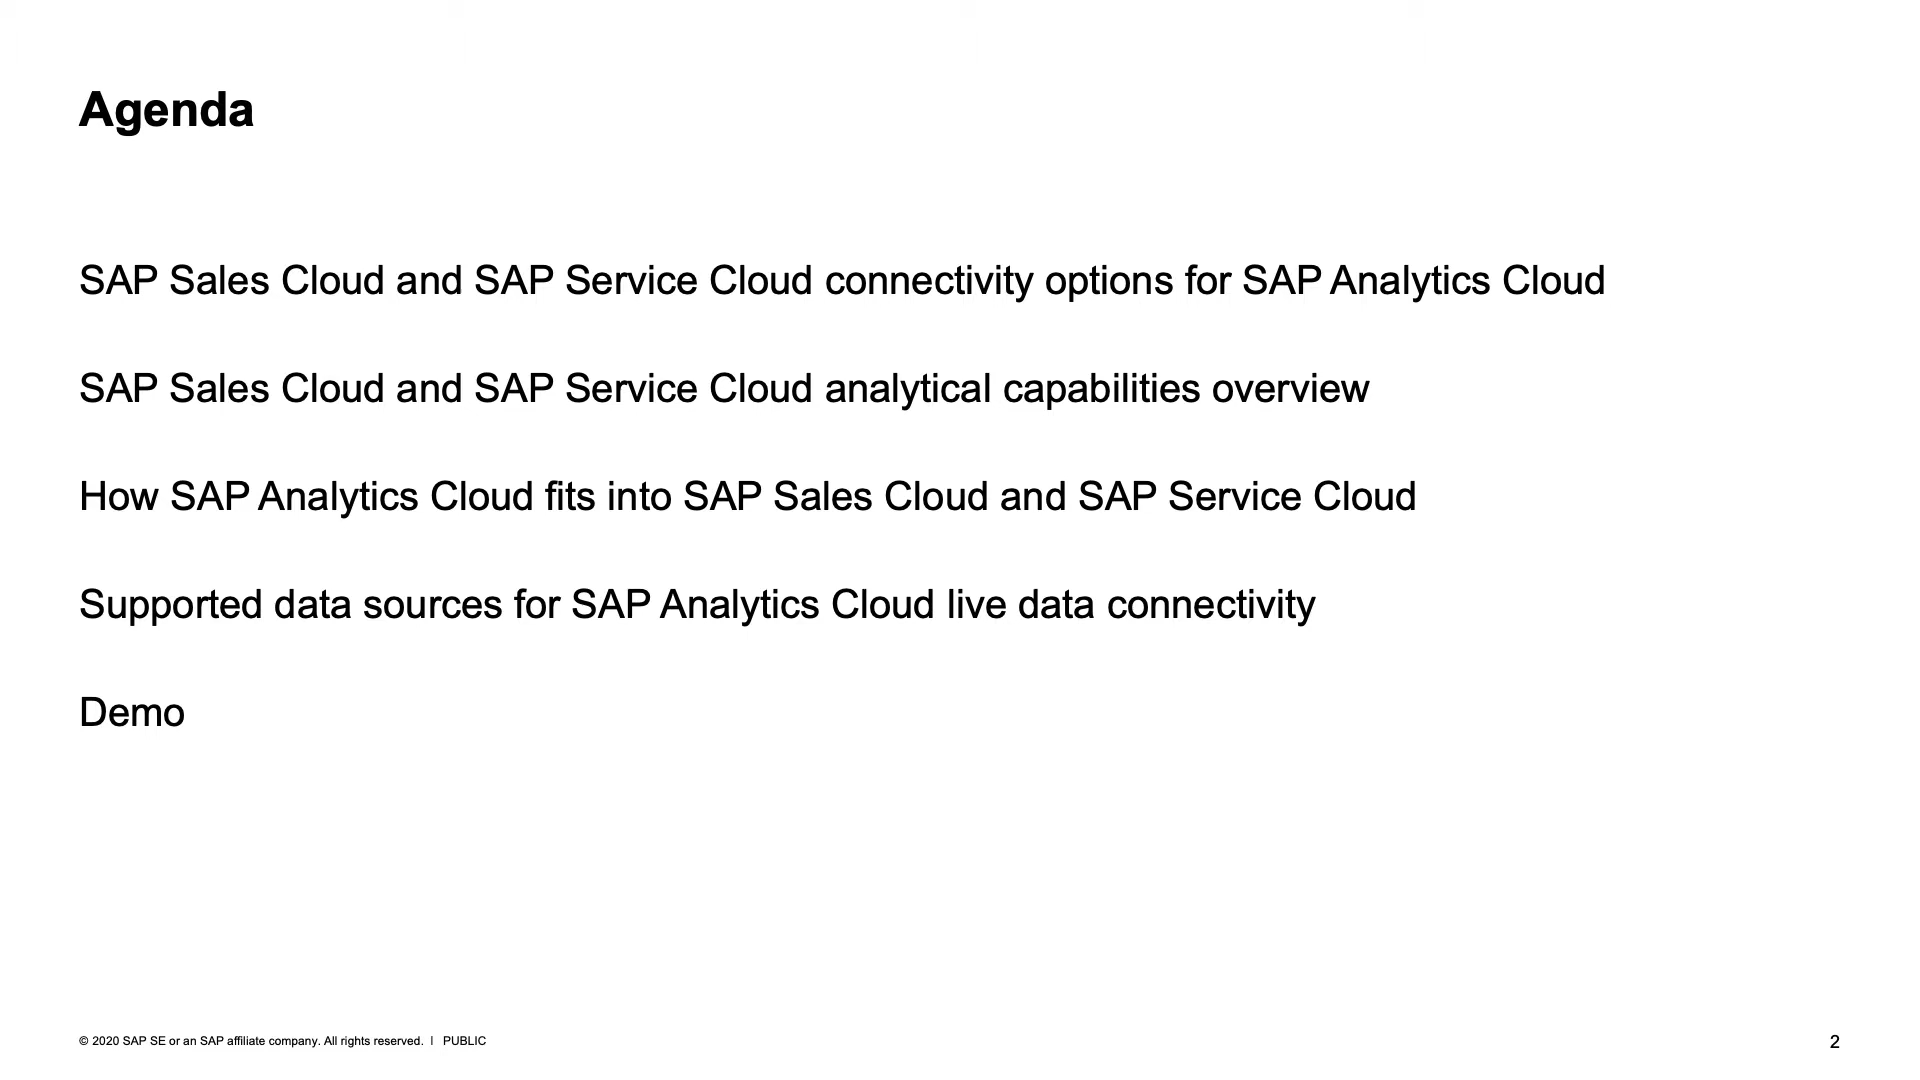 Agenda
SAP Sales Cloud and SAP Service Cloud connectivity options for SAP Analytics Cloud
SAP Sales Cloud and SAP Service Cloud analytical capabilities overview
How SAP Analytics Cloud fits into SAP Sales Cloud and SAP Service Cloud
Supported data sources for SAP Analytics Cloud live data connectivity
Demo
© 2020 SAP SE or an SAP affiliate company. All rights reserved. | PUBLIC
2